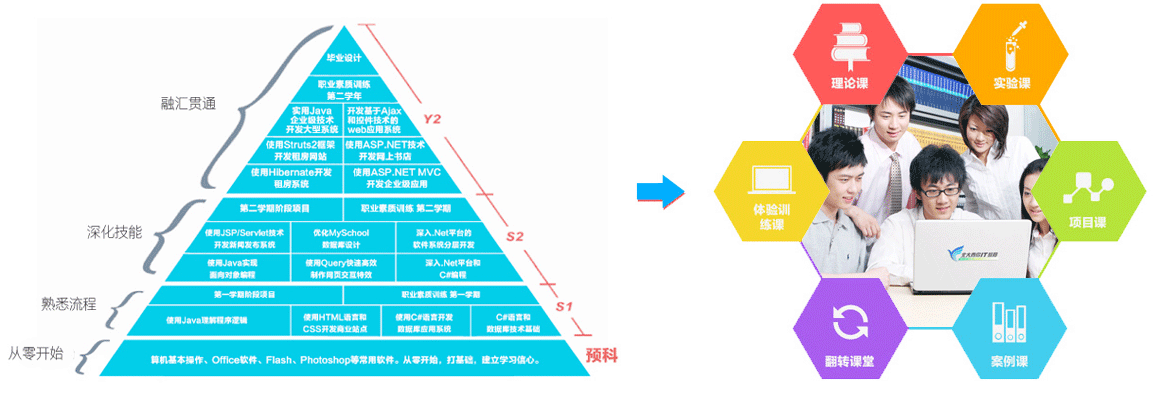 融汇贯通
深化技能
熟悉流程
从零开始
毕业设计
职业素质训练
第二学年
实用Java
企业级技术
开发大型系统
开发基于Ajax
和控件技术的
web应用系统
使用Struts2框架
开发租房网站
使用ASP.NET技术
开发网上书店
使用Hibernate开发
租房系统
使用ASP.NET MVC
开发企业级应用
第二学期阶段项目
职业素质训练 第二学期
使用JSP/Servlet技术
开发新闻发布系统
优化MySchool
数据库设计
深入.Net平台的
软件系统分层开发
使用Java实现
面向对象编程
使用Query快速高效
制作网页交互特效
深入.Net平台和
C#编程
第一学期阶段项目
职业素质训练 第一学期
使用Java理解程序逻辑
使用HTML语言和
CSS开发商业站点
使用C#语言开发
数据库应用系统
C#语言和
数据库技术基础
算机基本操作、Office软件、Flash、Photoshop等常用软件。从零开始，打基础，建立学习信心。
Y2
S2
S1
预科
理论课
实验课
体验训
练课
项目课
翻转课堂
案例课